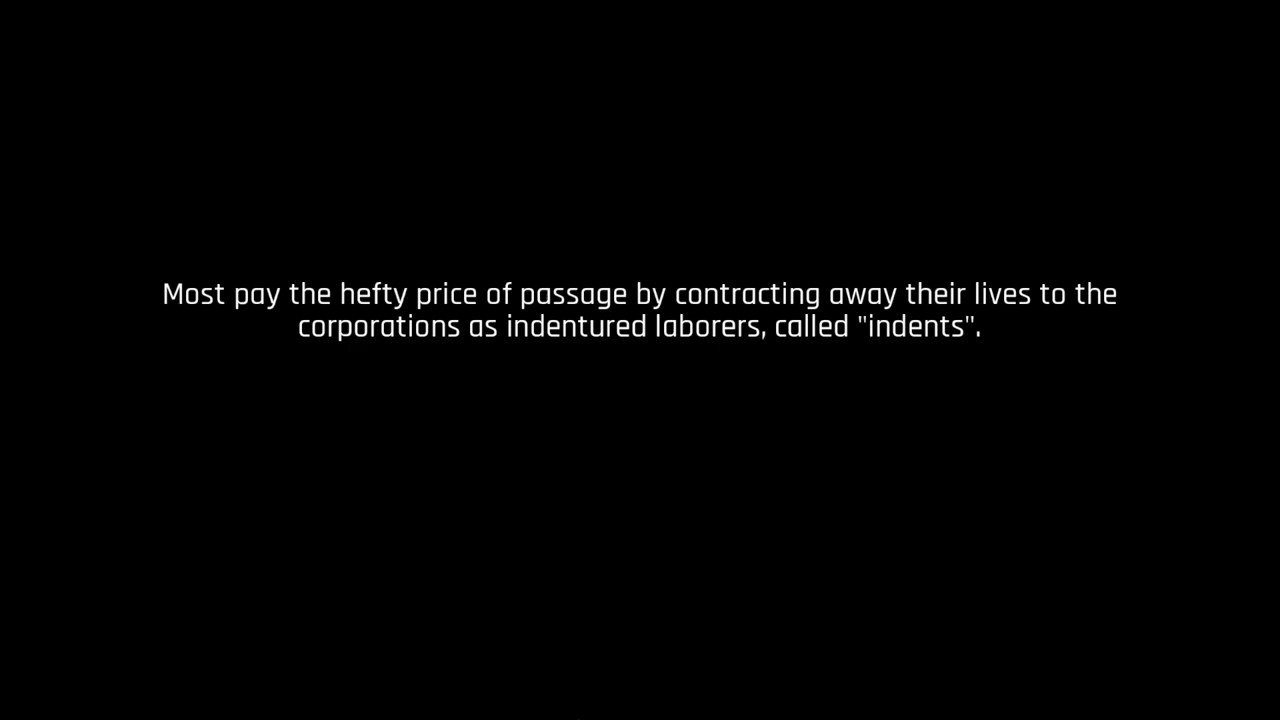 Most pay the hefty price of passage by contracting away their lives to the
corporations as indentured laborers, called "indents".